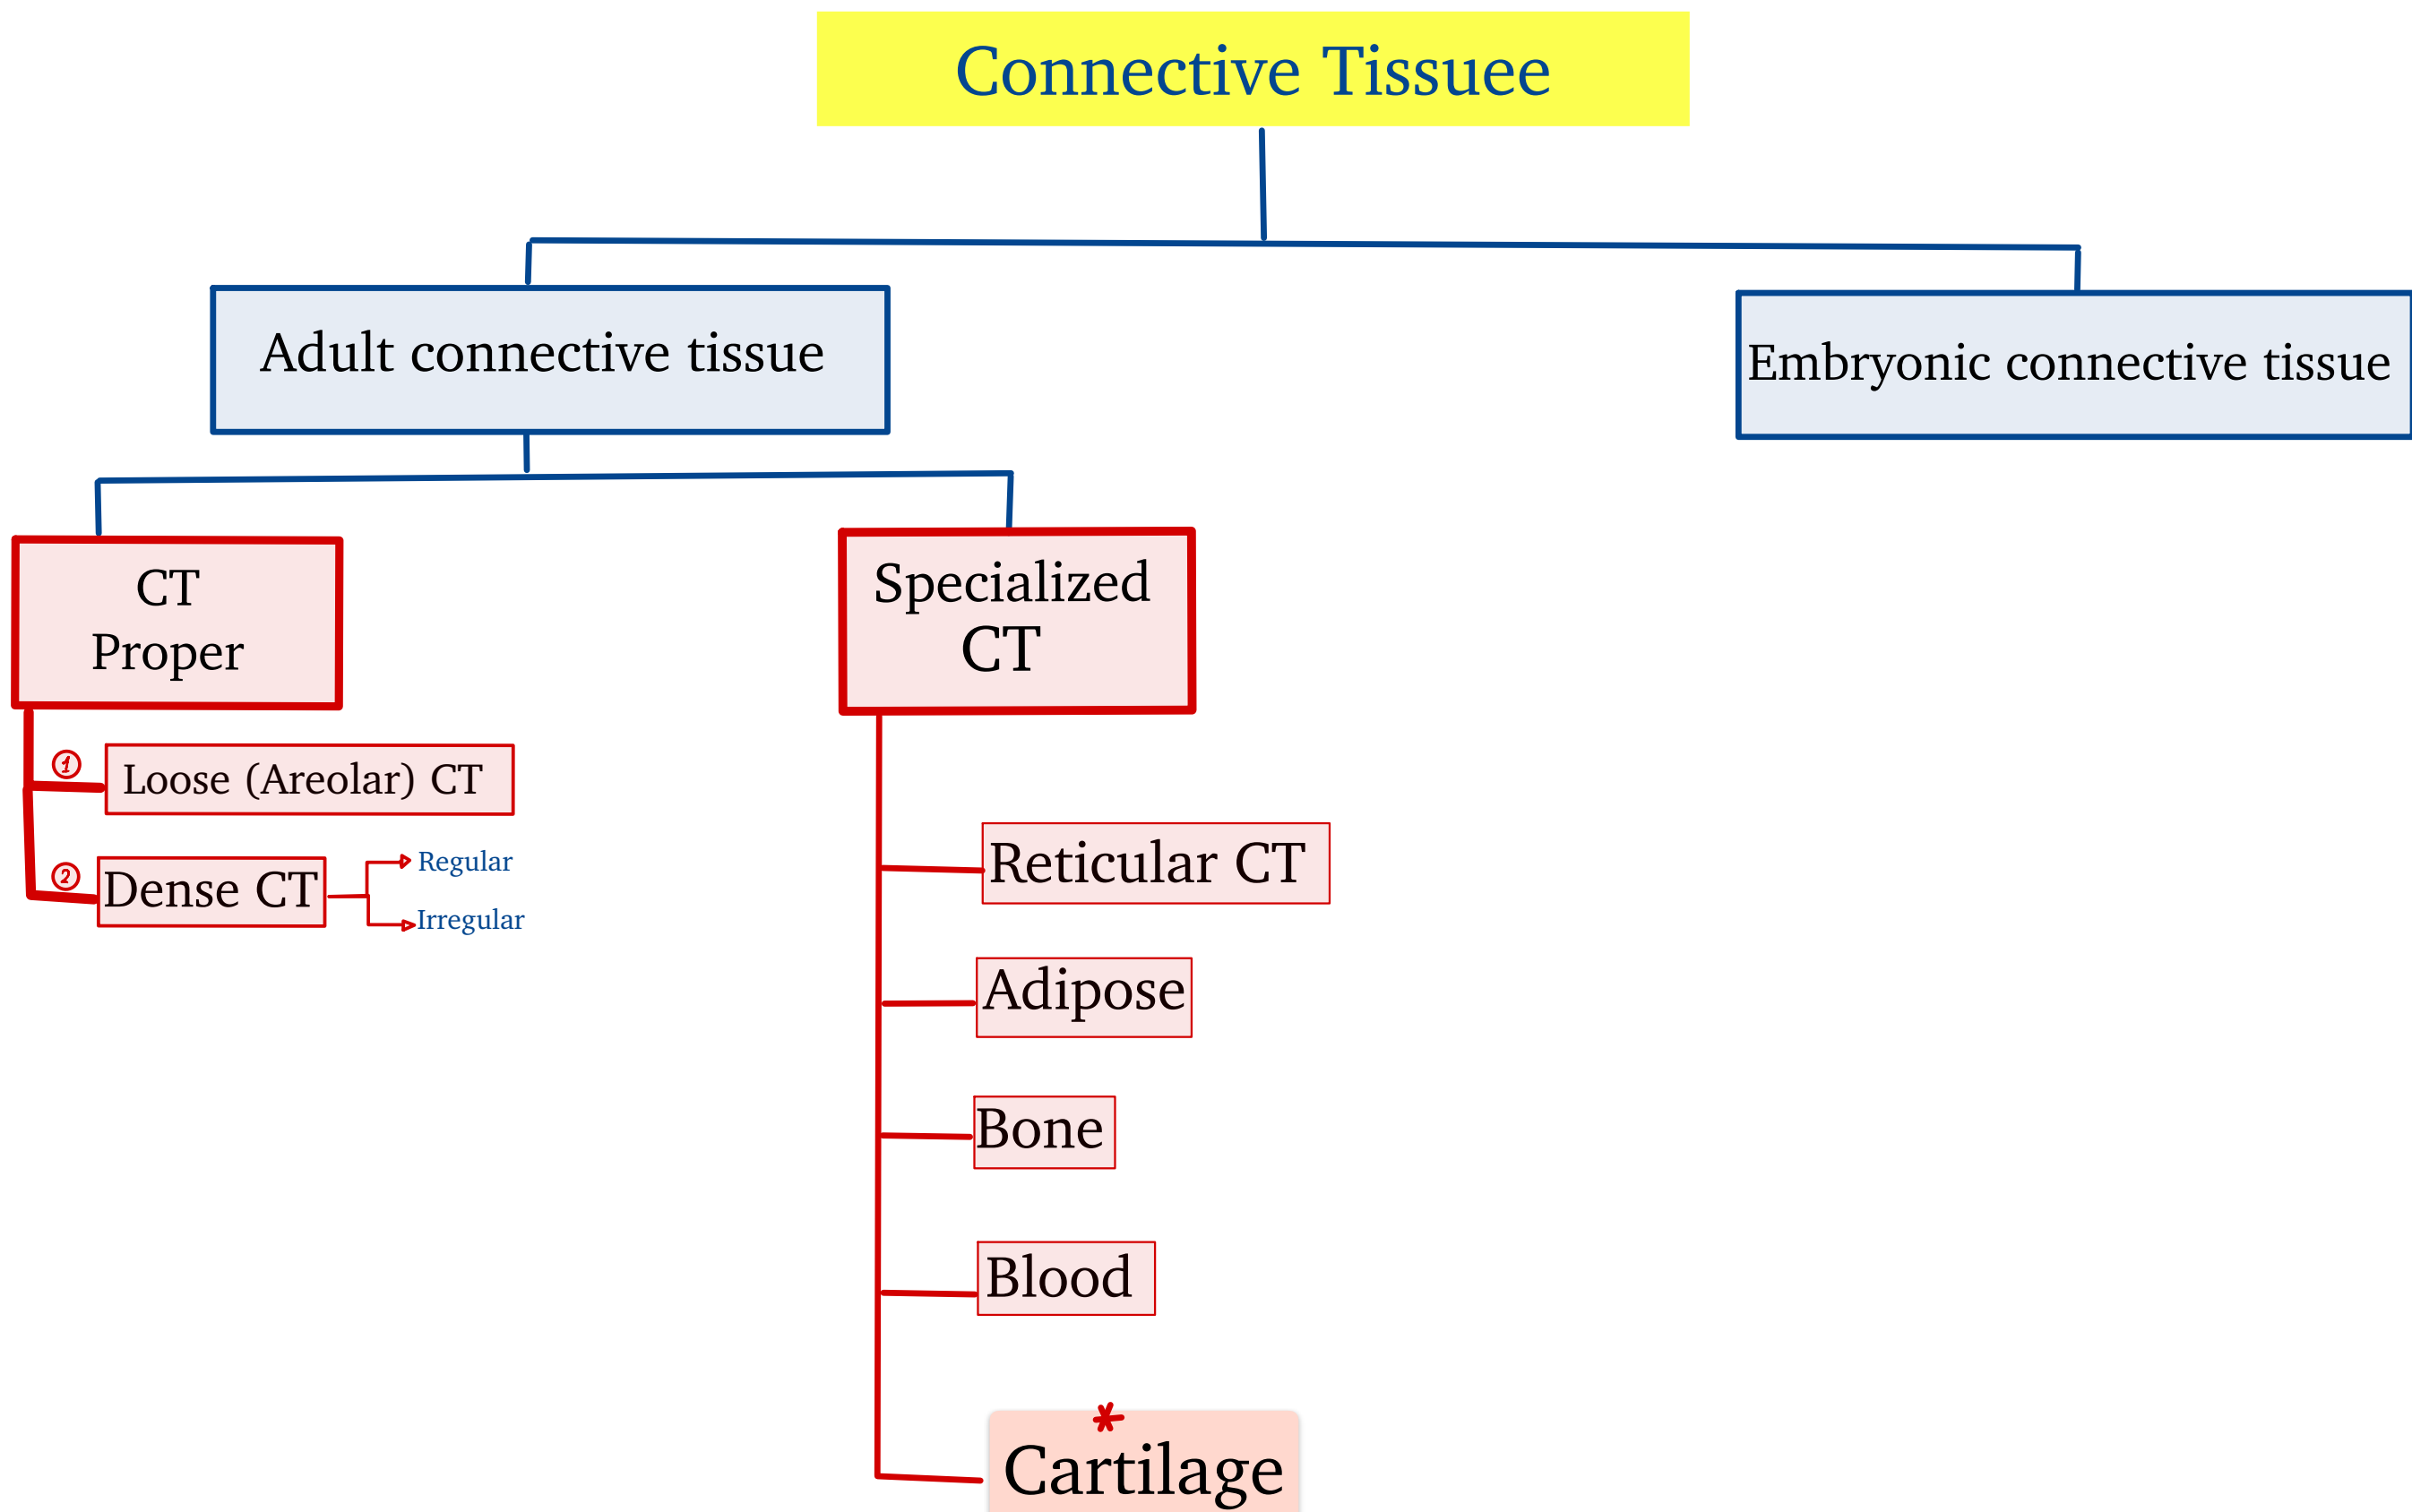 Connective Tissuee
Adult connective tissue
Embryonic connective tissue
CT
Proper
1
Loose (Areolar) CT
2
Dense CT
Regular
Irregular
Specialized
CT
Reticular CT
Adipose
Bone
Blood
*
Cartilage